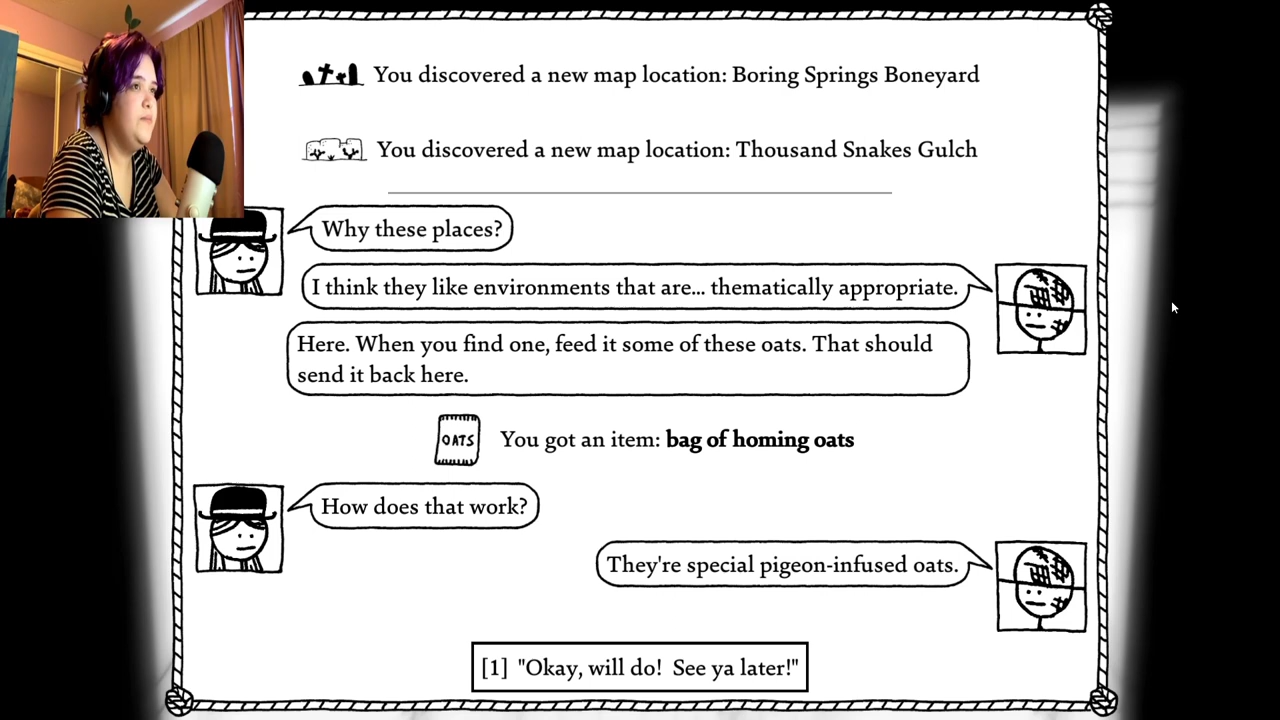 You discovered a new map location: Boring Springs Boneyard
You discovered a new map location: Thousand Snakes Gulch
Why these places?
I think they like environments that are... thematically appropriate.
Here. When you find one, feed it some of these oats. That should
send it back here.
OATS
You got an item: bag of homing oats
How does that work?
They're special pigeon-infused oats.
[1] "Okay, will do!  See ya later!"